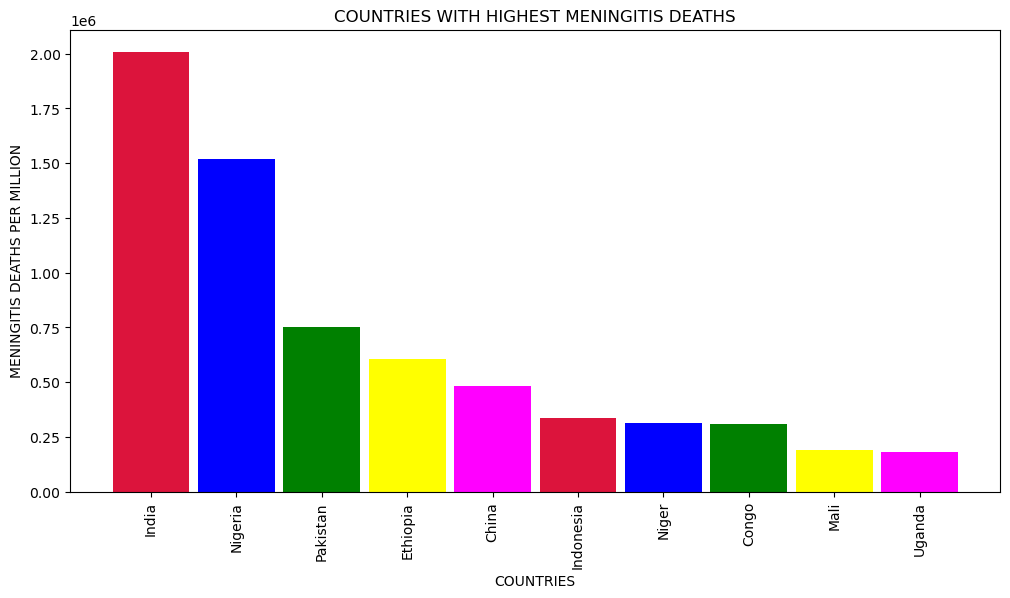 COUNTRIES WITH HIGHEST MENINGITIS DEATHS
1e6
MENINGITIS DEATHS PER MILLION
2.00
1.75
1.50
1.25
1.00
0.75
0.50
0.25
0.00
India
Nigeria
Pakistan
Ethiopia
China
Indonesia
Niger
Congo
Mali
Uganda
COUNTRIES